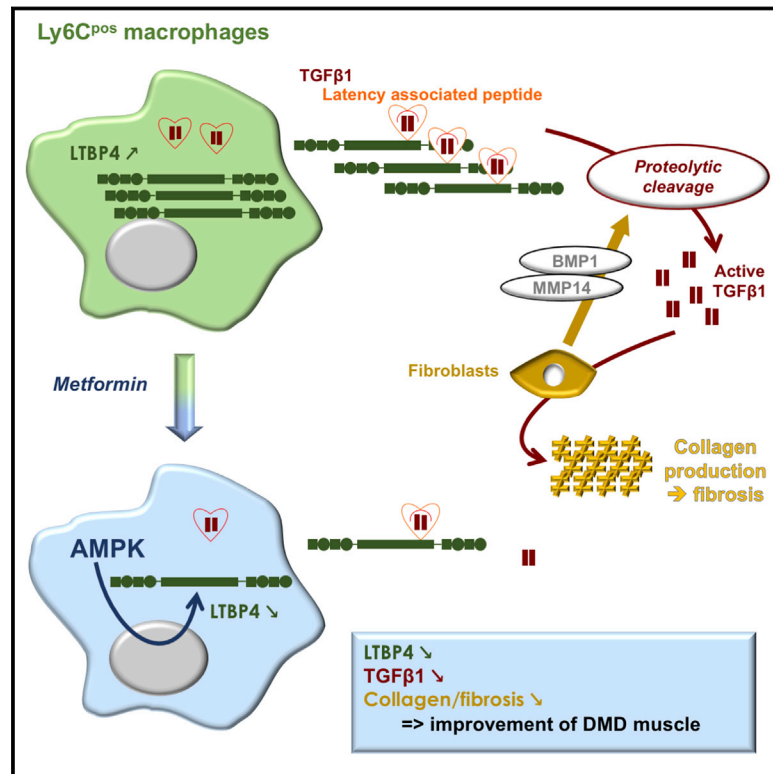 Ly6Cᵖᵒˢ macrophages
TGFβ1
Latency associated peptide
LTBP4 ↗
Proteolytic
cleavage
BMP1
MMP14
Active
TGFβ1
Fibroblasts
Metformin
Collagen
production
➔ fibrosis
AMPK
LTBP4 ↘
LTBP4 ↘
TGFβ1 ↘
Collagen/fibrosis ↘
=> improvement of DMD muscle